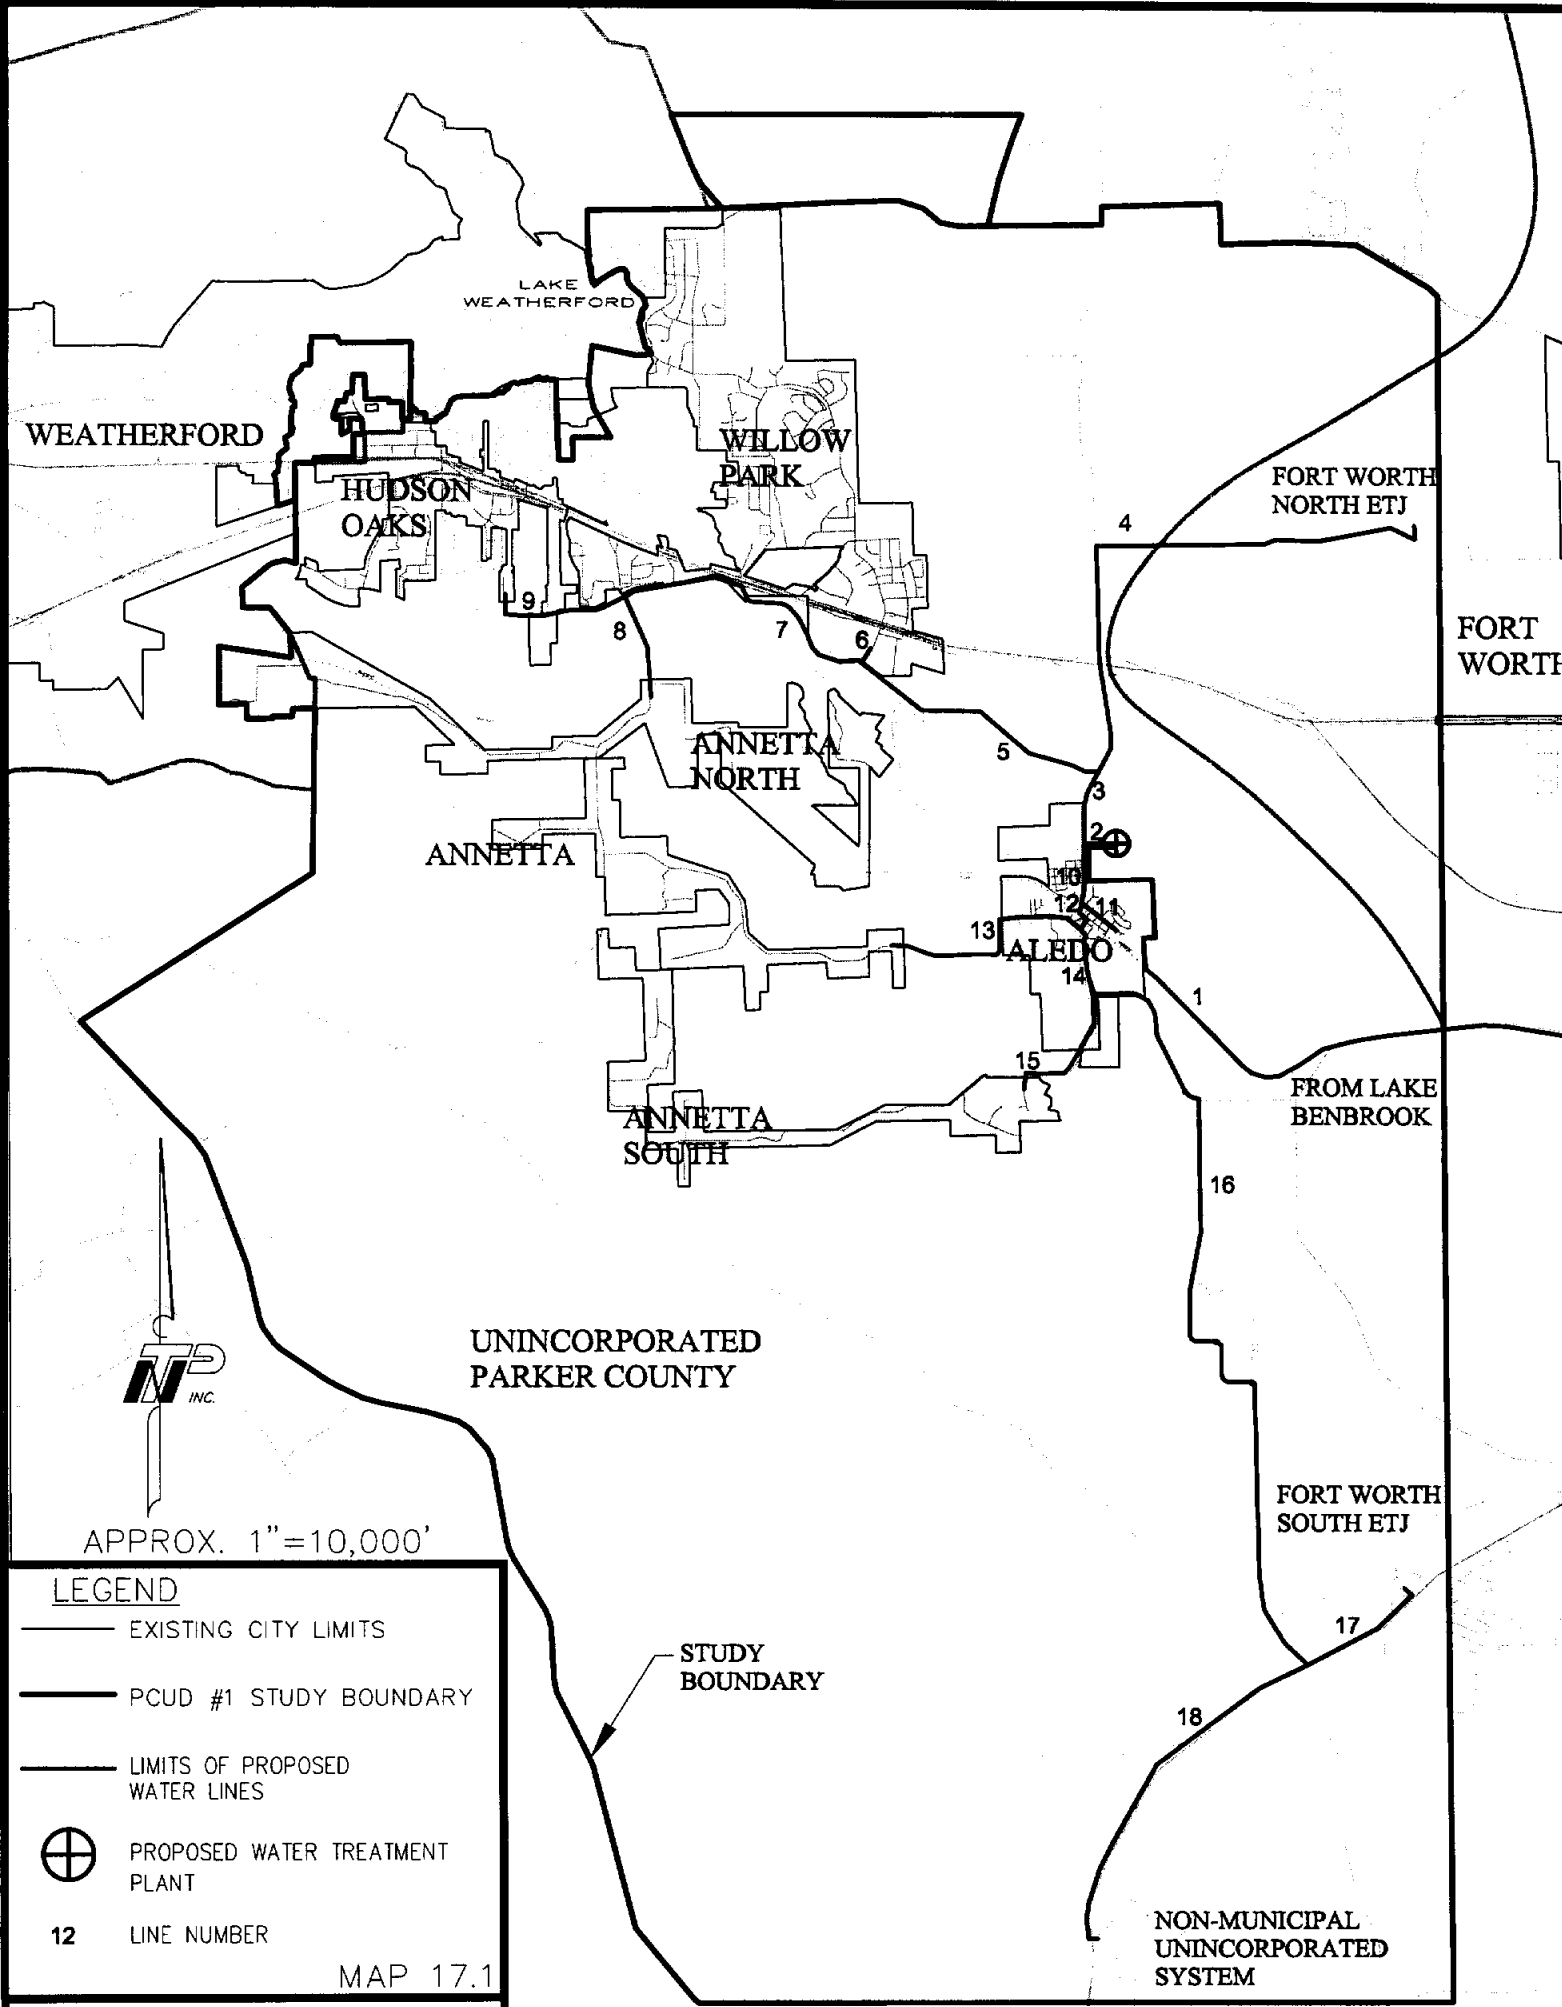 LAKE
WEATHERFORD
WEATHERFORD
WILLOW
PARK
HUDSON
OAKS
FORT WORTH
NORTH ETJ
4
9
8
7
6
FORT
WORTH
ANNETTA
NORTH
5
3
2
ANNETTA
10
12
11
13
ALEDO
14
1
15
FROM LAKE
BENBROOK
ANNETTA
SOUTH
16
UNINCORPORATED
PARKER COUNTY
NTP
INC.
FORT WORTH
SOUTH ETJ
APPROX. 1"=10,000'
17
STUDY
BOUNDARY
18
NON-MUNICIPAL
UNINCORPORATED
SYSTEM
LEGEND
EXISTING CITY LIMITS
PCUD #1 STUDY BOUNDARY
LIMITS OF PROPOSED
WATER LINES
PROPOSED WATER TREATMENT
PLANT
12 LINE NUMBER
MAP 17.1